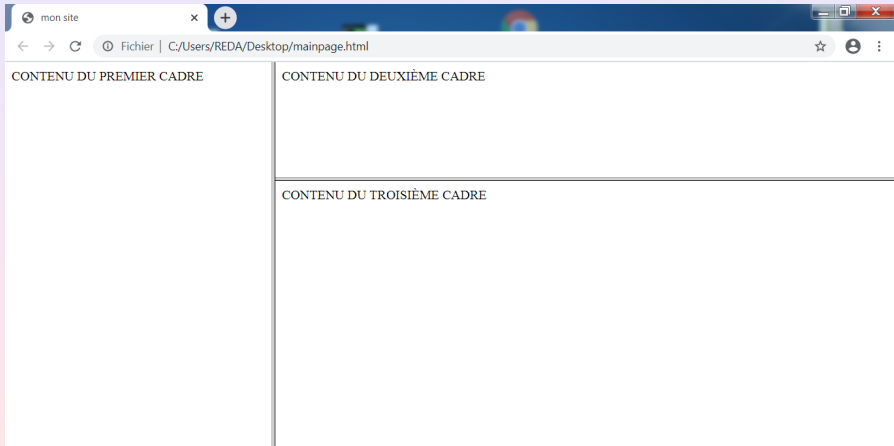 mon site
Fichier | C:/Users/REDA/Desktop/mainpage.html
CONTENU DU PREMIER CADRE
CONTENU DU DEUXIÈME CADRE
CONTENU DU TROISIÈME CADRE